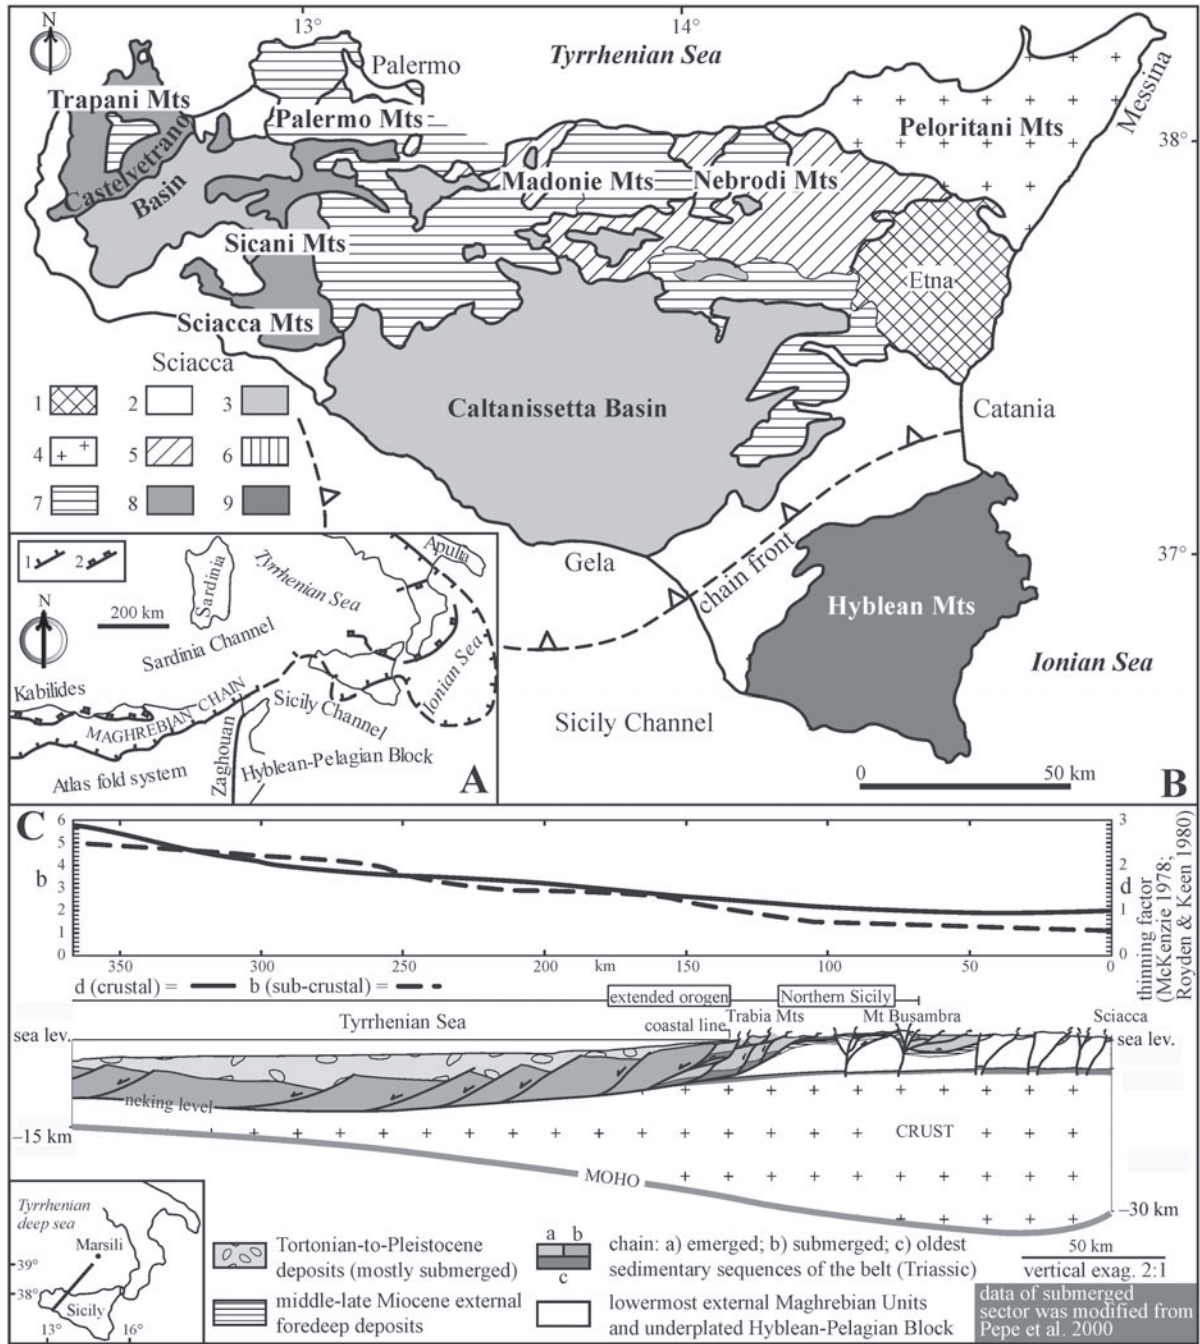 13°
14°
N
Tyrrhenian Sea
Palermo
Messina
Trapani Mts
Palermo Mts
Peloritani Mts
38°
Castelvetrano
Basin
Madonie Mts
Nebrodi Mts
Sicani Mts
Etna
Sciacca Mts
Sciacca
1 2 3
4 5 6
7 8 9
Caltanissetta Basin
Catania
Gela
chain front
37°
Hyblean Mts
Ionian Sea
Sicily Channel
0 50 km
B
1 2
N
200 km
Sardinia
Tyrrhenian Sea
Apulia
Sardinia Channel
Ionian Sea
Kabilides
MAGHREBIAN CHAIN
Sicily Channel
Zaghouan
Atlas fold system
Hyblean-Pelagian Block
A
C
6
5
4
3
2
1
0
b
3
2
1
0
d
thinning factor
(McKenzie 1978;
Royden & Keen 1980)
350 300 250 200 km 150 100 50 0
d (crustal) = b (sub-crustal) =
extended orogen
Northern Sicily
Tyrrhenian Sea
coastal line
Trabia Mts
Mt Busambra
Sciacca
sea lev.
sea lev.
neking level
–15 km
CRUST
MOHO
–30 km
Tyrrhenian
deep sea
Marsili
39°
38°
Sicily
13° 16°
Tortonian-to-Pleistocene
deposits (mostly submerged)
middle-late Miocene external
foredeep deposits
a b
c
chain: a) emerged; b) submerged; c) oldest
sedimentary sequences of the belt (Triassic)
lowermost external Maghrebian Units
and underplated Hyblean-Pelagian Block
50 km
vertical exag. 2:1
data of submerged
sector was modified from
Pepe et al. 2000